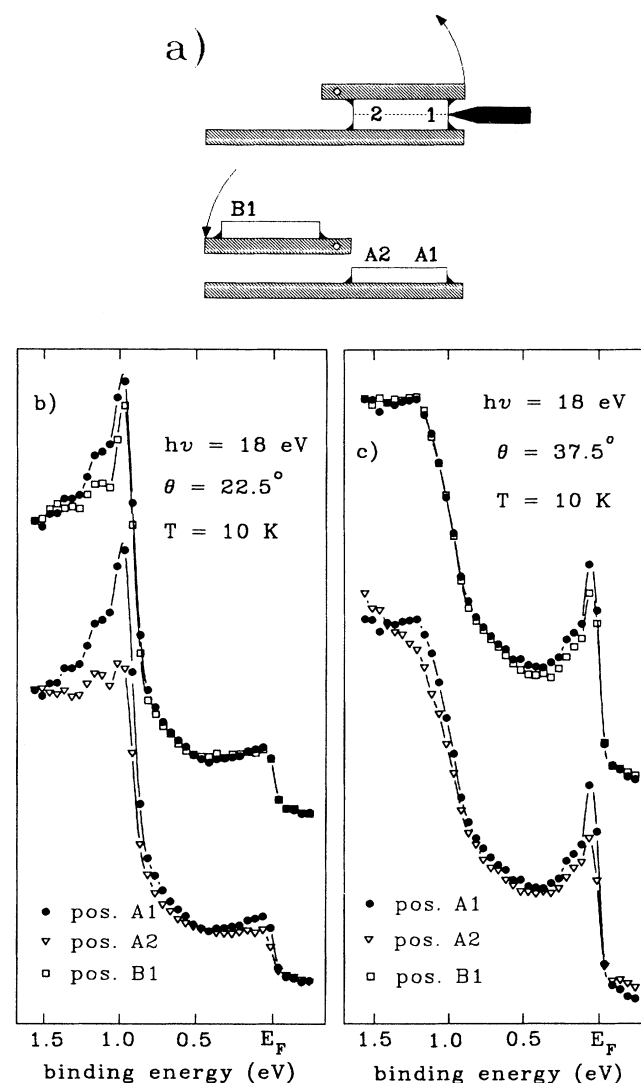 a)
2 1
B1
A2 A1
b)
hν = 18 eV
θ = 22.5°
T = 10 K
pos. A1
pos. A2
pos. B1
1.5 1.0 0.5 E_F
binding energy (eV)
c)
hν = 18 eV
θ = 37.5°
T = 10 K
pos. A1
pos. A2
pos. B1
1.5 1.0 0.5 E_F
binding energy (eV)